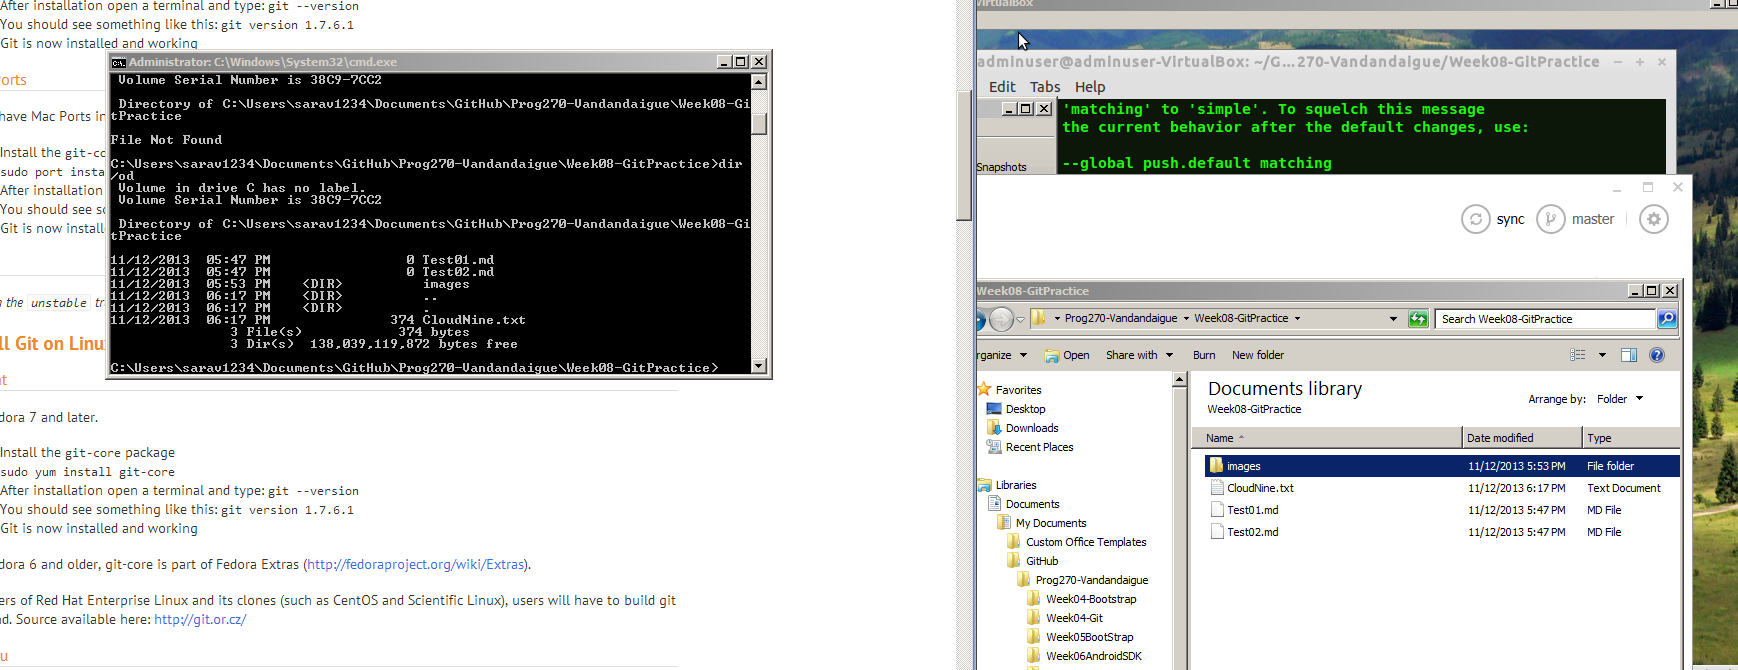 After installation open a terminal and type: git --version
You should see something like this: git version 1.7.6.1
Git is now installed and working
orts
have Mac Ports in
Install the git-co
sudo port insta
After installation
You should see so
Git is now install
g the unstable tr
ll Git on Linu
at
dora 7 and later.
Install the git-core package
sudo yum install git-core
After installation open a terminal and type: git --version
You should see something like this: git version 1.7.6.1
Git is now installed and working
dora 6 and older, git-core is part of Fedora Extras (http://fedoraproject.org/wiki/Extras).
ers of Red Hat Enterprise Linux and its clones (such as CentOS and Scientific Linux), users will have to build git
nd. Source available here: http://git.or.cz/
u
Administrator: C:\Windows\System32\cmd.exe
Volume Serial Number is 38C9-7CC2
Directory of C:\Users\sarav1234\Documents\GitHub\Prog270-Vandandaigue\Week08-Gi
tPractice
File Not Found
C:\Users\sarav1234\Documents\GitHub\Prog270-Vandandaigue\Week08-GitPractice>dir
/od
Volume in drive C has no label.
Volume Serial Number is 38C9-7CC2
Directory of C:\Users\sarav1234\Documents\GitHub\Prog270-Vandandaigue\Week08-Gi
tPractice
11/12/2013 05:47 PM 0 Test01.md
11/12/2013 05:47 PM 0 Test02.md
11/12/2013 05:53 PM <DIR> images
11/12/2013 06:17 PM <DIR> ..
11/12/2013 06:17 PM <DIR> .
11/12/2013 06:17 PM 374 CloudNine.txt
3 File(s) 374 bytes
3 Dir(s) 138,039,119,872 bytes free
C:\Users\sarav1234\Documents\GitHub\Prog270-Vandandaigue\Week08-GitPractice>
VirtualBox
adminuser@adminuser-VirtualBox: ~/G...270-Vandandaigue/Week08-GitPractice
Edit Tabs Help
'matching' to 'simple'. To squelch this message
the current behavior after the default changes, use:
--global push.default matching
Snapshots
sync master
Week08-GitPractice
Prog270-Vandandaigue Week08-GitPractice Search Week08-GitPractice
rganize Open Share with Burn New folder
Favorites
Desktop
Downloads
Recent Places
Libraries
Documents
My Documents
Custom Office Templates
GitHub
Prog270-Vandandaigue
Week04-Bootstrap
Week04-Git
Week05BootStrap
Week06AndroidSDK
Documents library
Week08-GitPractice
Arrange by: Folder
Name Date modified Type
images 11/12/2013 5:53 PM File folder
CloudNine.txt 11/12/2013 6:17 PM Text Document
Test01.md 11/12/2013 5:47 PM MD File
Test02.md 11/12/2013 5:47 PM MD File